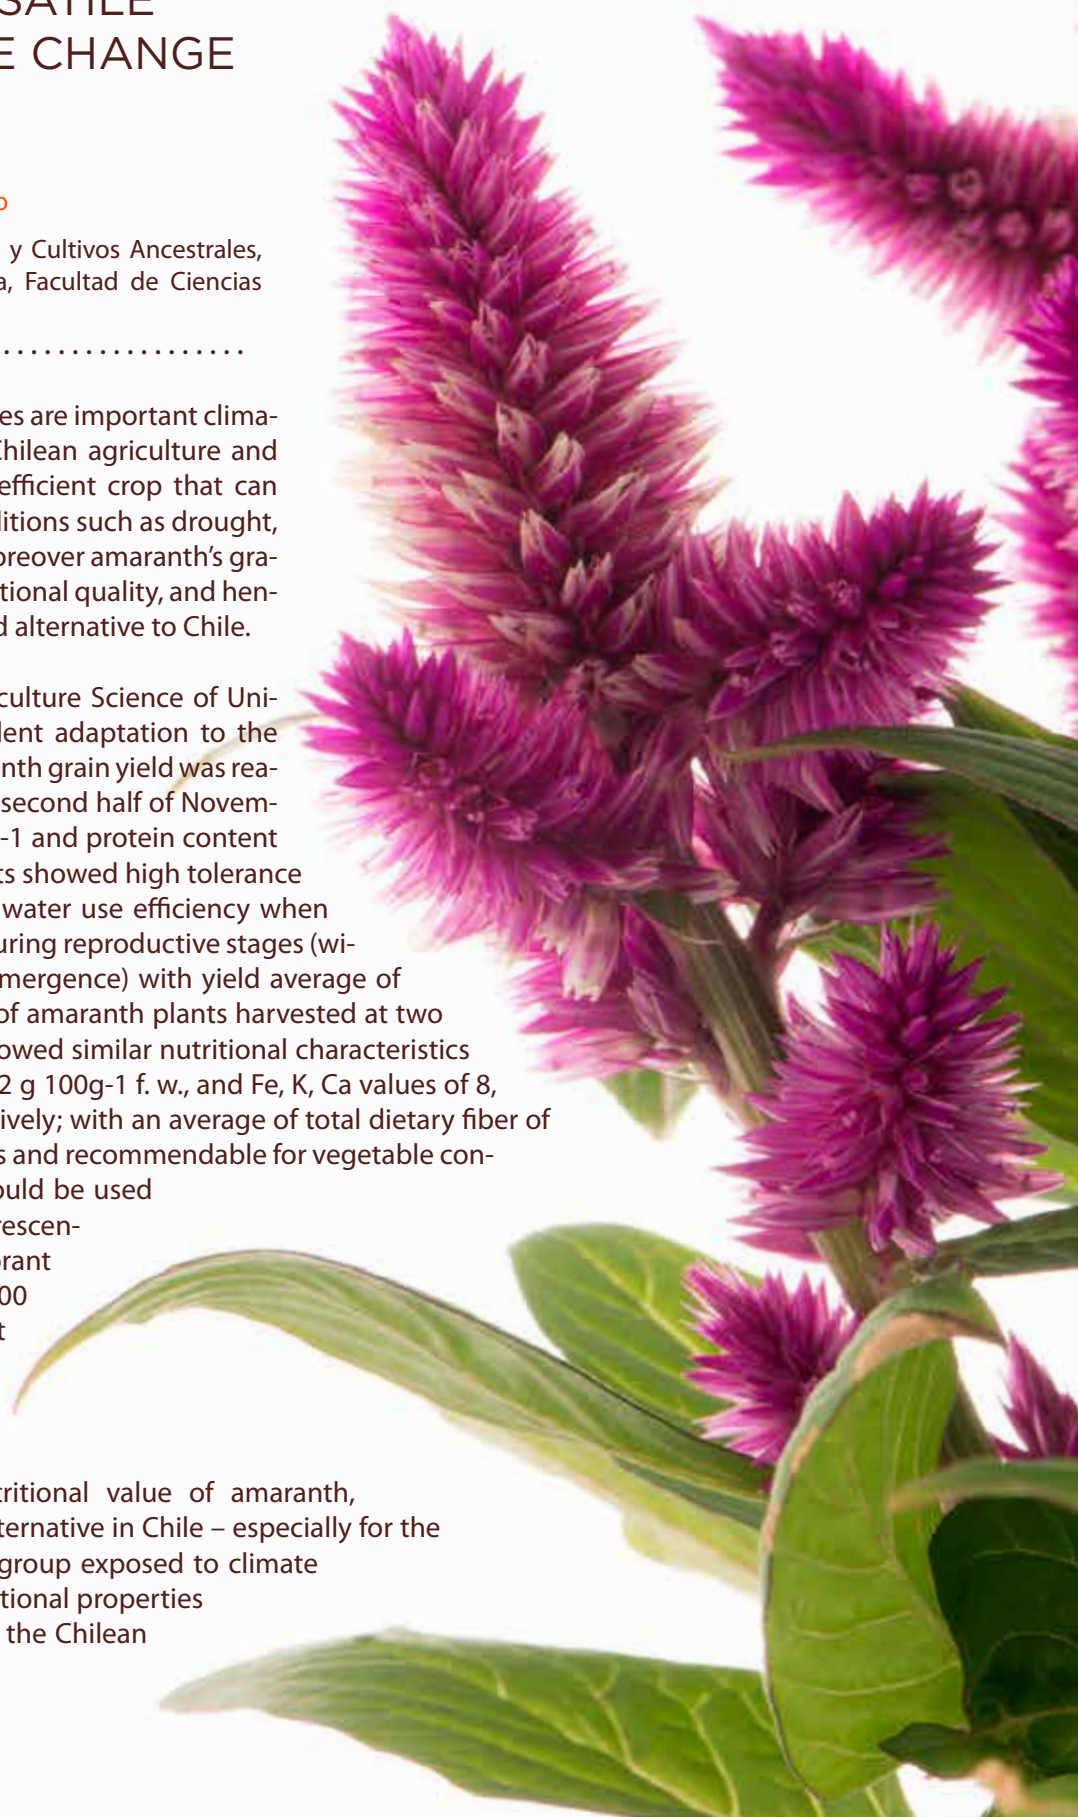 E CHANGE
y Cultivos Ancestrales,
a, Facultad de Ciencias
es are important clima-
Chilean agriculture and
efficient crop that can
ditions such as drought,
oreover amaranth’s gra-
tional quality, and hen-
d alternative to Chile.
culture Science of Uni-
lent adaptation to the
nth grain yield was rea-
second half of Novem-
-1 and protein content
ts showed high tolerance
water use efficiency when
uring reproductive stages (wi-
mergence) with yield average of
of amaranth plants harvested at two
owed similar nutritional characteristics
2 g 100g-1 f. w., and Fe, K, Ca values of 8,
ively; with an average of total dietary fiber of
s and recommendable for vegetable con-
ould be used
rescen-
rant
00
t
tritional value of amaranth,
ternative in Chile – especially for the
group exposed to climate
tional properties
the Chilean